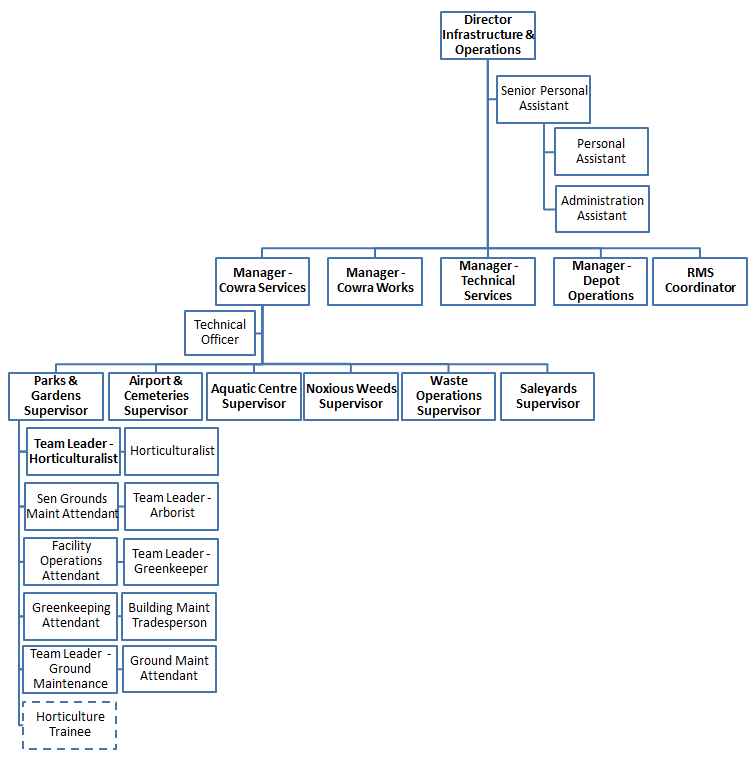 Director
Infrastructure &
Operations
Senior Personal
Assistant
Personal
Assistant
Administration
Assistant
Manager -
Cowra Services
Manager -
Cowra Works
Manager -
Technical
Services
Manager -
Depot
Operations
RMS
Coordinator
Technical
Officer
Parks &
Gardens
Supervisor
Airport &
Cemeteries
Supervisor
Aquatic Centre
Supervisor
Noxious Weeds
Supervisor
Waste
Operations
Supervisor
Saleyards
Supervisor
Team Leader -
Horticulturalist
Horticulturalist
Sen Grounds
Maint Attendant
Team Leader -
Arborist
Facility
Operations
Attendant
Team Leader -
Greenkeeper
Greenkeeping
Attendant
Building Maint
Tradesperson
Team Leader -
Ground
Maintenance
Ground Maint
Attendant
Horticulture
Trainee